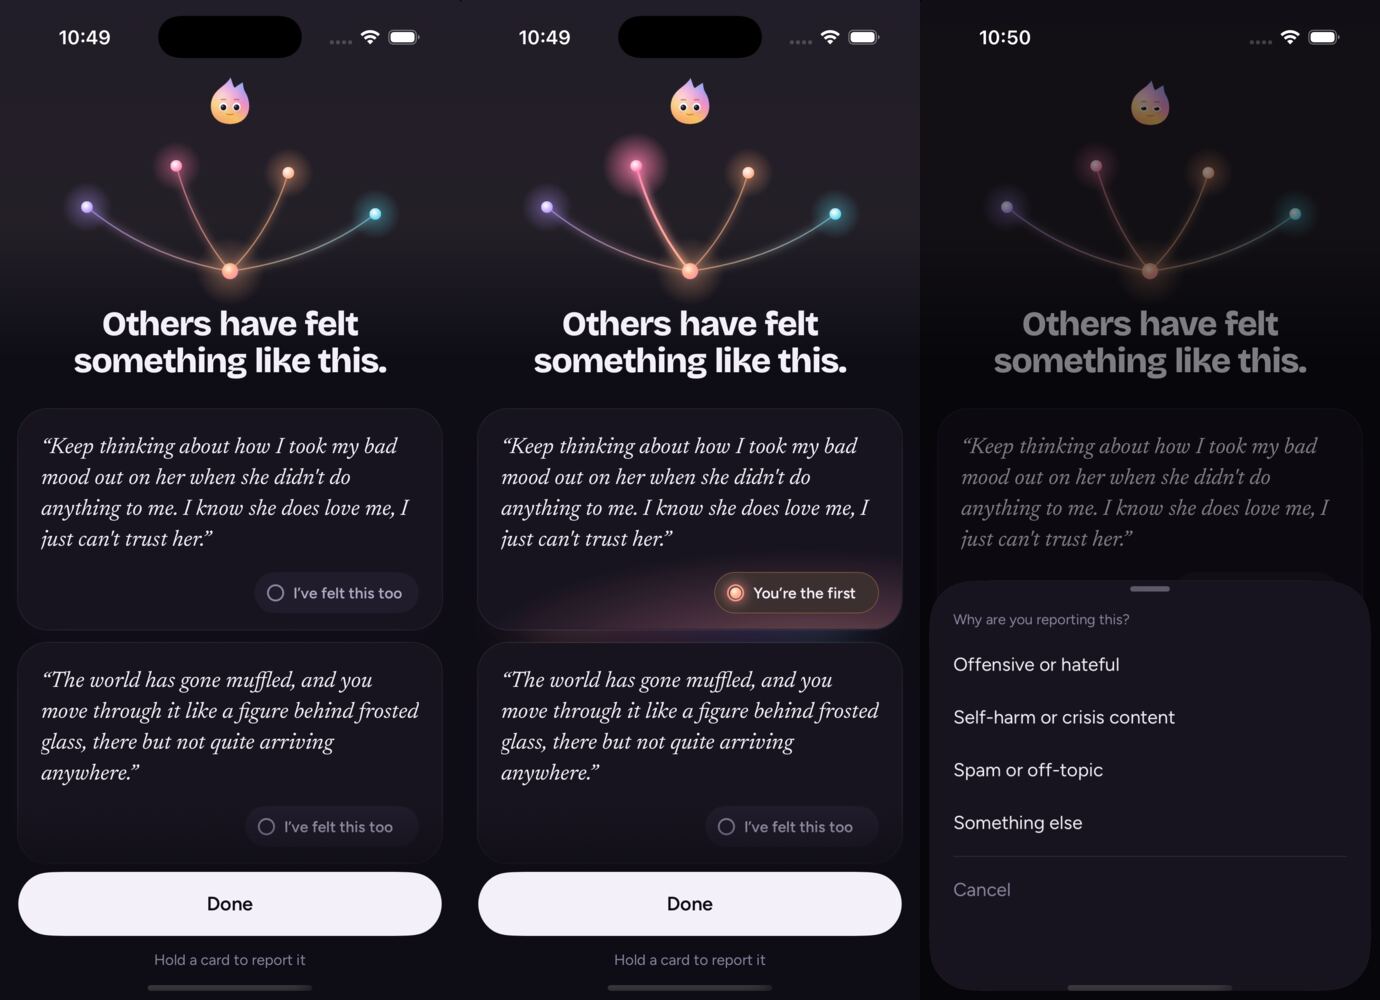 10:49
Others have felt
something like this.
“Keep thinking about how I took my bad
mood out on her when she didn't do
anything to me. I know she does love me, I
just can't trust her.”
I’ve felt this too
“The world has gone muffled, and you
move through it like a figure behind frosted
glass, there but not quite arriving
anywhere.”
I’ve felt this too
Done
Hold a card to report it
10:49
Others have felt
something like this.
“Keep thinking about how I took my bad
mood out on her when she didn't do
anything to me. I know she does love me, I
just can't trust her.”
You’re the first
“The world has gone muffled, and you
move through it like a figure behind frosted
glass, there but not quite arriving
anywhere.”
I’ve felt this too
Done
Hold a card to report it
10:50
Others have felt
something like this.
“Keep thinking about how I took my bad
mood out on her when she didn't do
anything to me. I know she does love me, I
just can't trust her.”
Why are you reporting this?
Offensive or hateful
Self-harm or crisis content
Spam or off-topic
Something else
Cancel